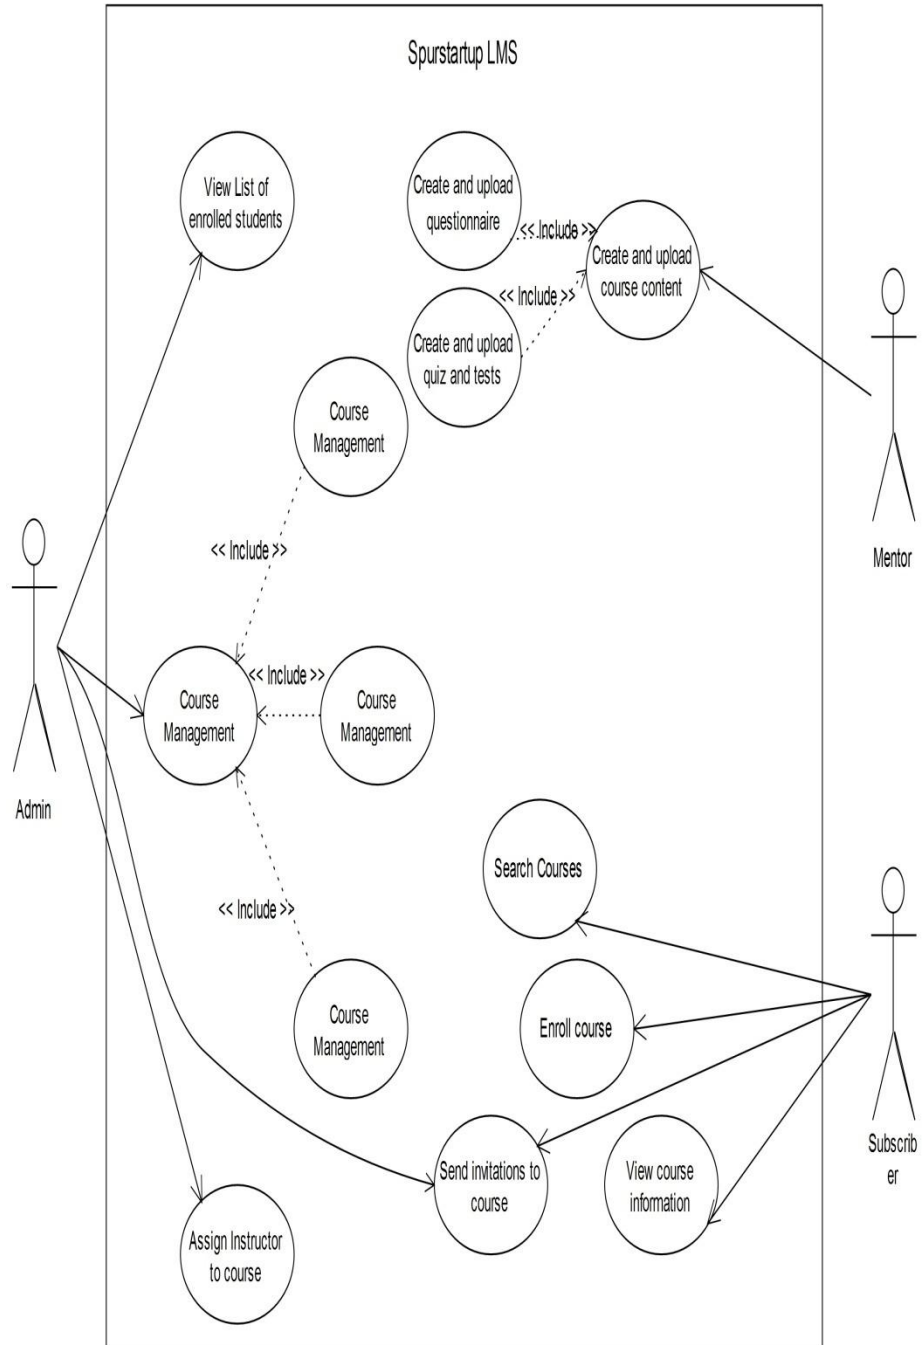 Spurstartup LMS
View List of
enrolled students
Create and upload
questionnaire
<< Include >>
Create and upload
course content
<< Include >>
Create and upload
quiz and tests
Course
Management
<< Include >>
Mentor
Course
Management
<< Include >>
Course
Management
Admin
Search Courses
<< Include >>
Course
Management
Enroll course
Subscrib
er
Send invitations to
course
View course
information
Assign Instructor
to course